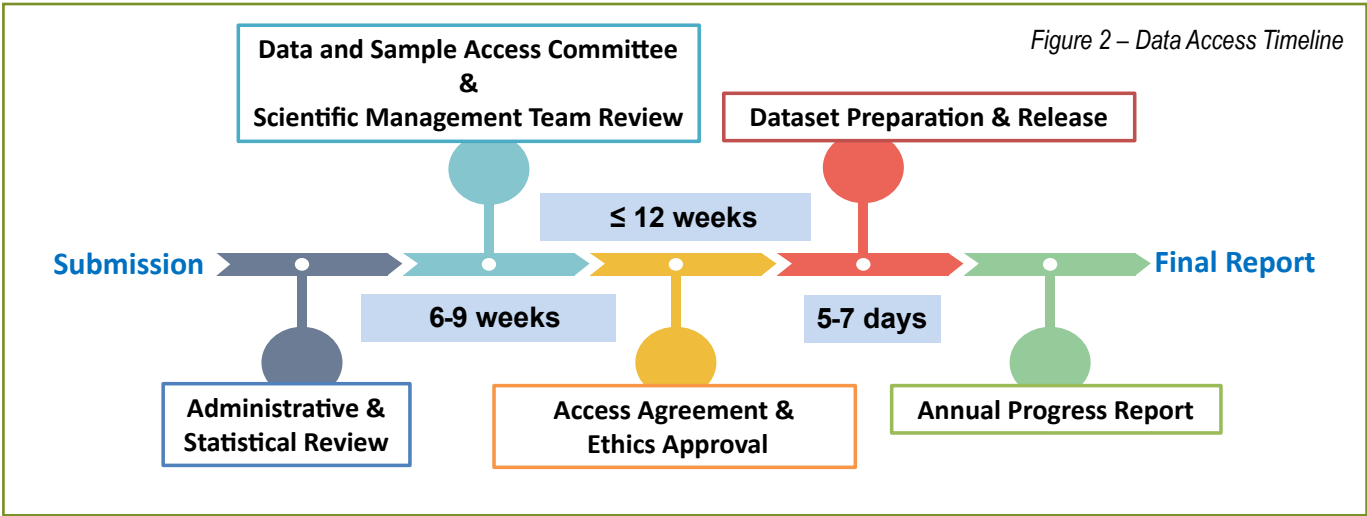 Figure 2 – Data Access Timeline
Data and Sample Access Committee
&
Scientific Management Team Review
Dataset Preparation & Release
≤ 12 weeks
Submission
Final Report
6-9 weeks
5-7 days
Administrative &
Statistical Review
Access Agreement &
Ethics Approval
Annual Progress Report